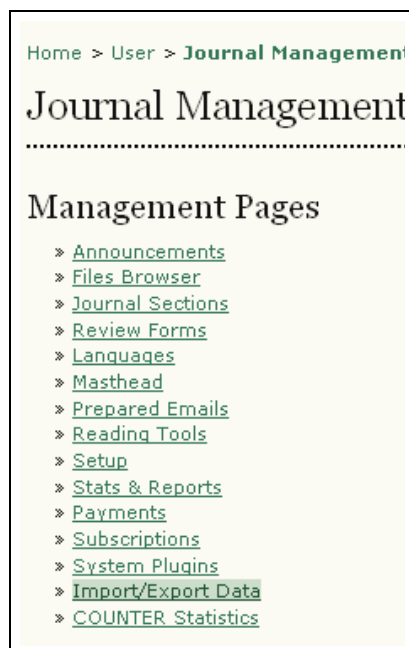 Home > User > Journal Management
Journal Management
Management Pages
» Announcements
» Files Browser
» Journal Sections
» Review Forms
» Languages
» Masthead
» Prepared Emails
» Reading Tools
» Setup
» Stats & Reports
» Payments
» Subscriptions
» System Plugins
» Import/Export Data
» COUNTER Statistics